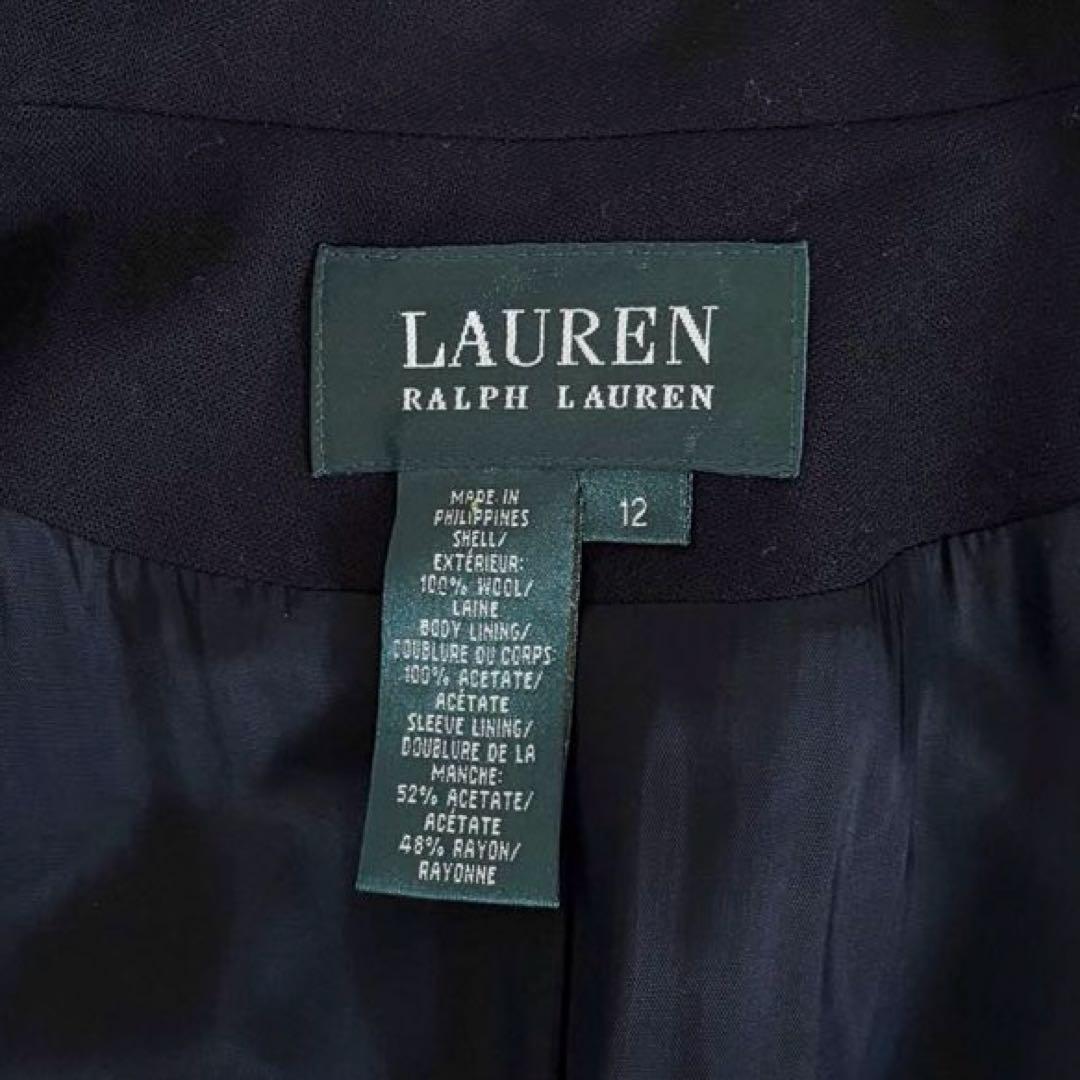 LAUREN
RALPH LAUREN
12
MADE IN
PHILIPPINES
SHELL/
EXTÉRIEUR:
100% WOOL/
LAINE
BODY LINING/
DOUBLURE DU CORPS:
100% ACETATE/
ACÉTATE
SLEEVE LINING/
DOUBLURE DE LA
MANCHE:
52% ACETATE/
ACÉTATE
48% RAYON/
RAYONNE